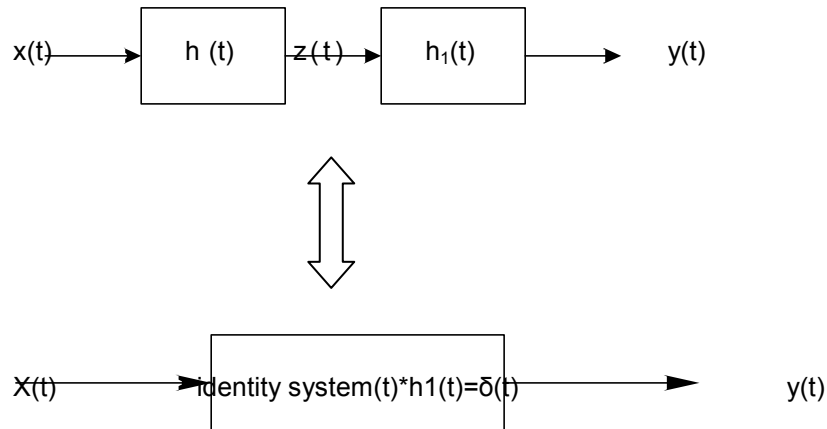 x(t) h (t) z(t) h₁(t) y(t)
X(t) identity system(t)*h1(t)=δ(t) y(t)